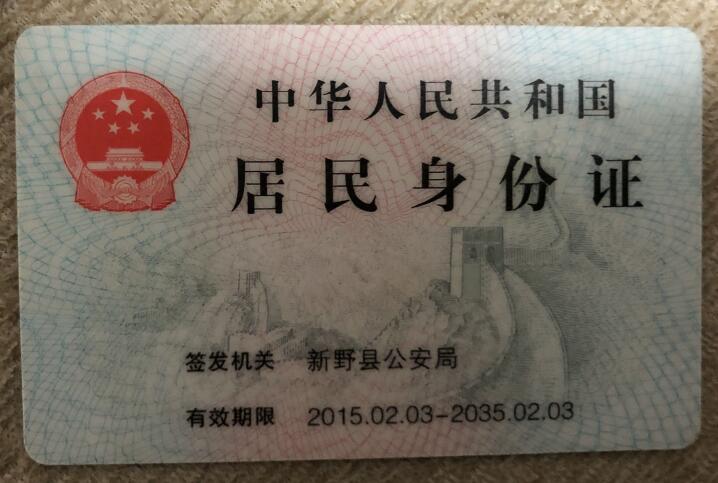 中华人民共和国
居民身份证
签发机关 新野县公安局
有效期限 2015.02.03-2035.02.03